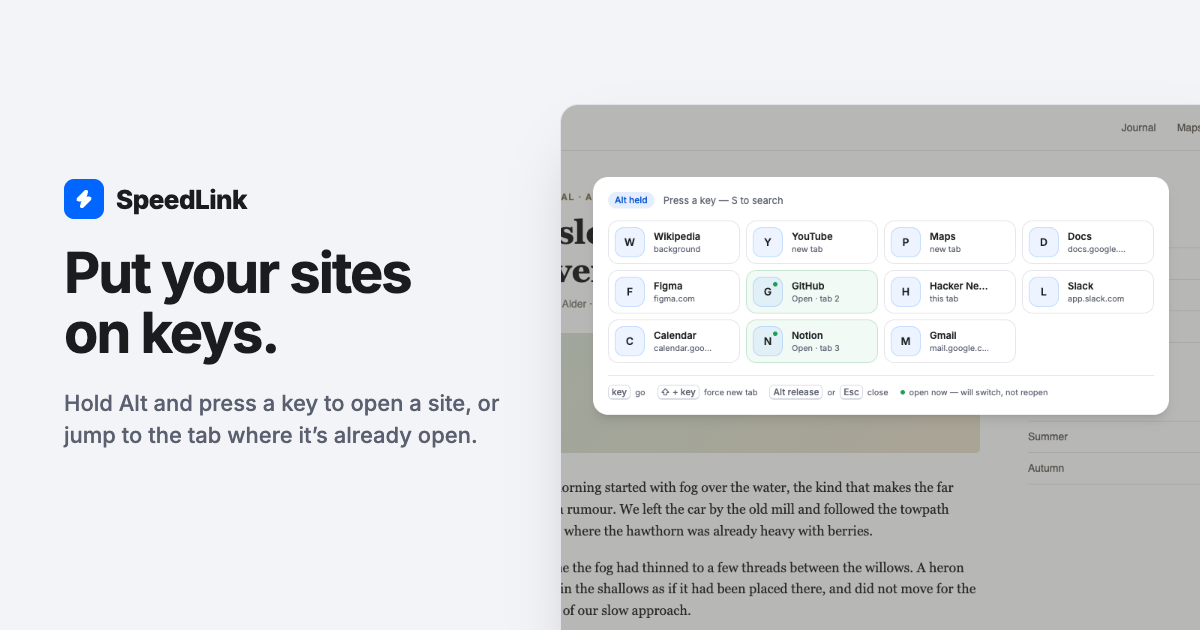 SpeedLink
Put your sites
on keys.
Hold Alt and press a key to open a site, or
jump to the tab where it’s already open.
Journal Maps
AL · A
Alt held Press a key — S to search
W Wikipedia
background
Y YouTube
new tab
P Maps
new tab
D Docs
docs.google....
F Figma
figma.com
G GitHub
Open · tab 2
H Hacker Ne...
this tab
L Slack
app.slack.com
C Calendar
calendar.goo...
N Notion
Open · tab 3
M Gmail
mail.google.c...
key go ⇧ + key force new tab Alt release or Esc close open now — will switch, not reopen
Alder ·
Summer
Autumn
orning started with fog over the water, the kind that makes the far
rumour. We left the car by the old mill and followed the towpath
where the hawthorn was already heavy with berries.
the fog had thinned to a few threads between the willows. A heron
in the shallows as if it had been placed there, and did not move for the
of our slow approach.